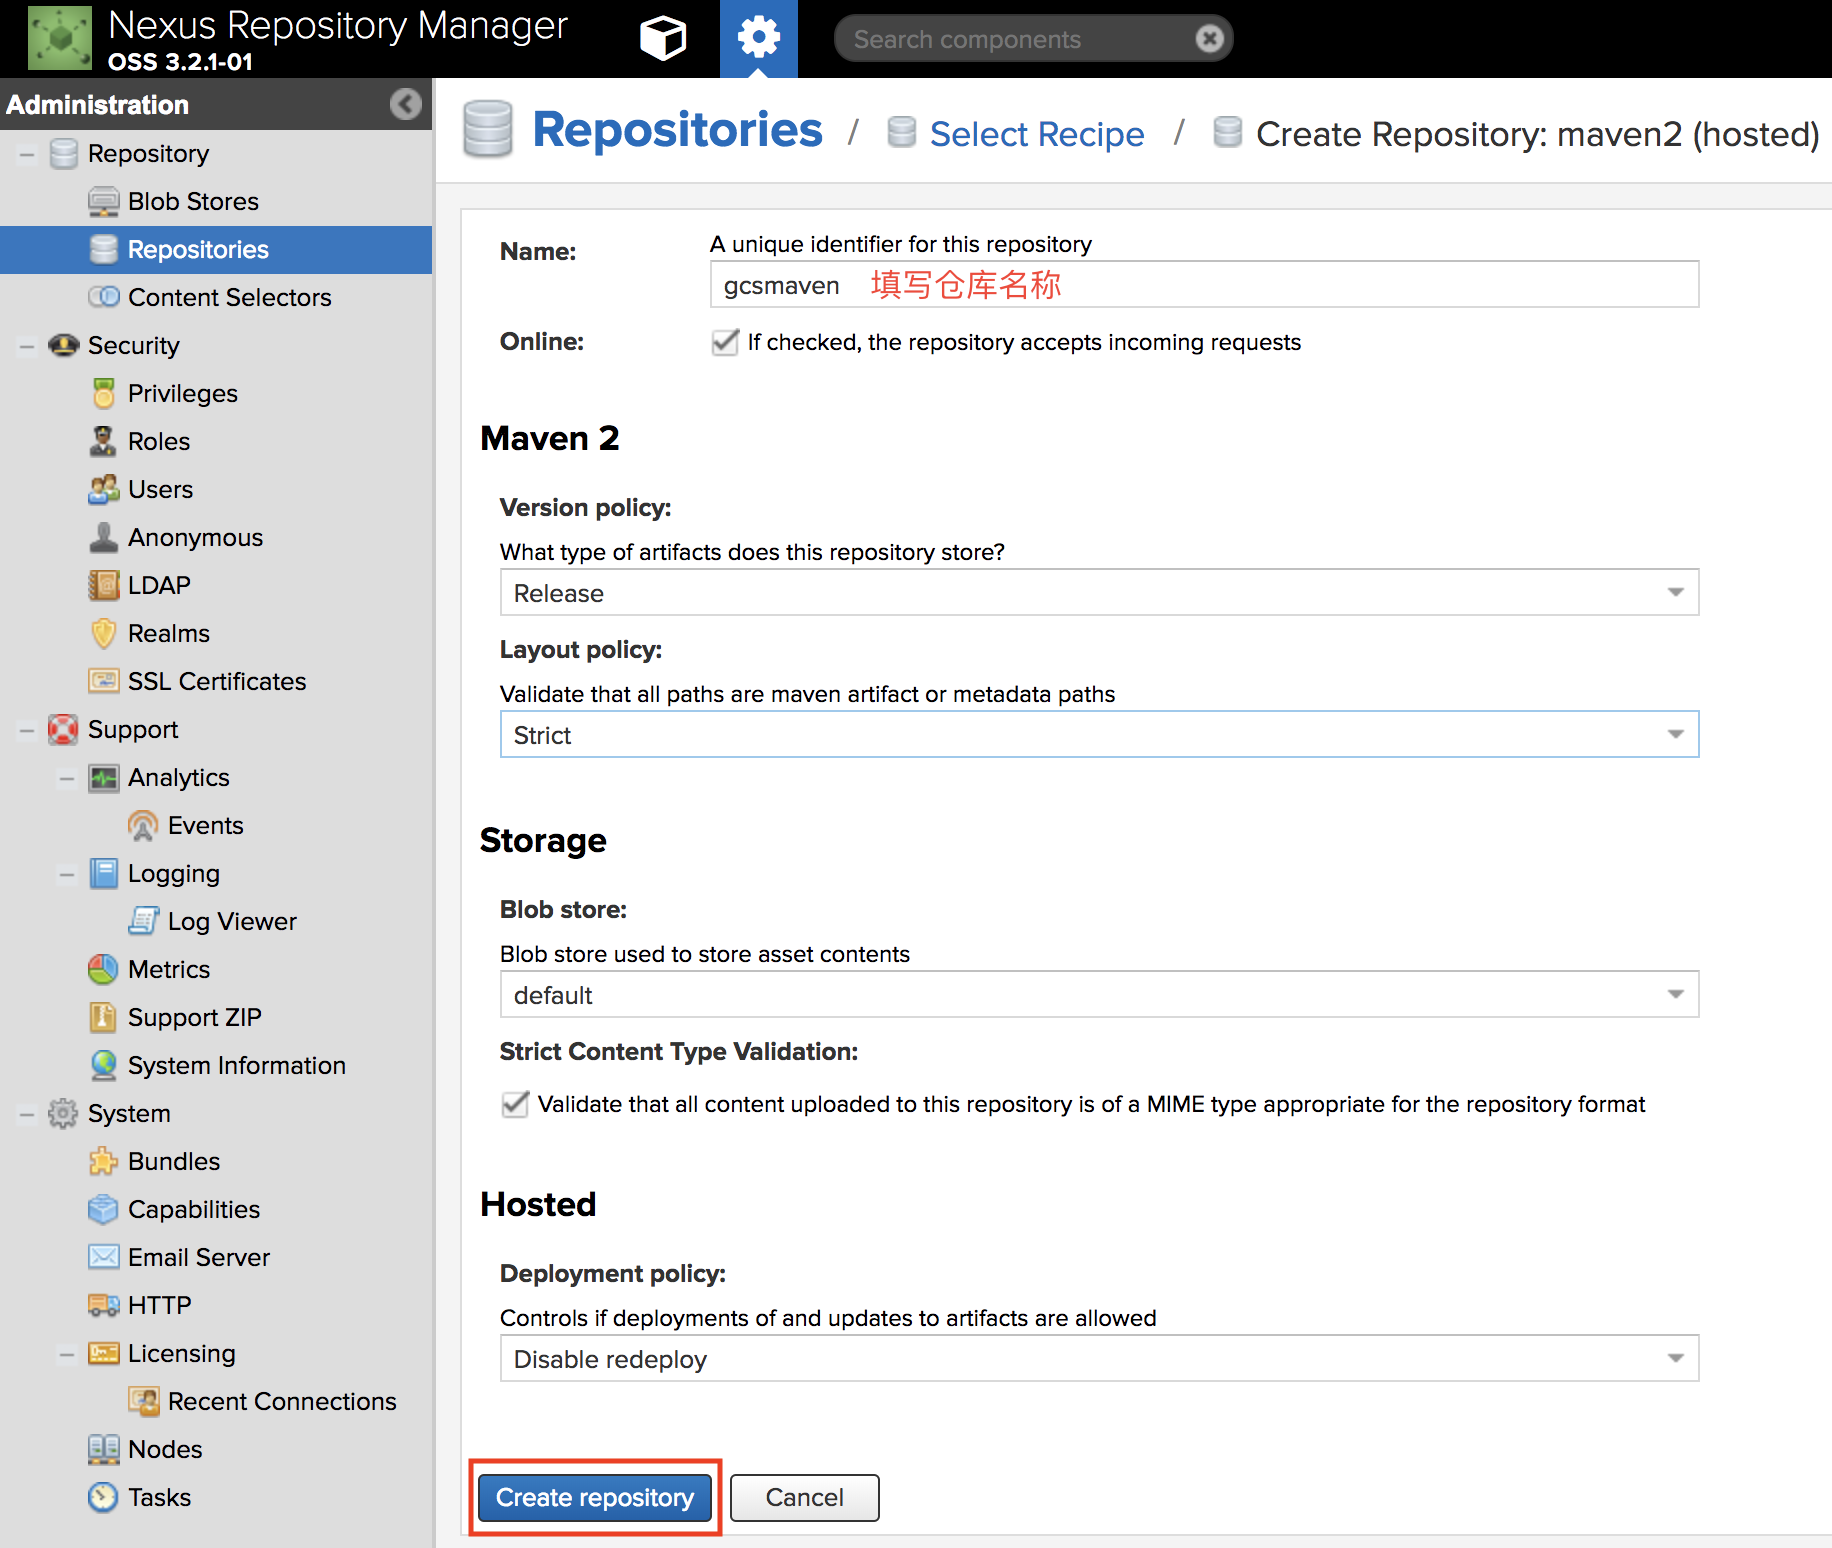 Nexus Repository Manager
OSS 3.2.1-01
Search components
Administration
Repository
Blob Stores
Repositories
Content Selectors
Security
Privileges
Roles
Users
Anonymous
LDAP
Realms
SSL Certificates
Support
Analytics
Events
Logging
Log Viewer
Metrics
Support ZIP
System Information
System
Bundles
Capabilities
Email Server
HTTP
Licensing
Recent Connections
Nodes
Tasks
Repositories / Select Recipe / Create Repository: maven2 (hosted)
Name: A unique identifier for this repository
gcsmaven 填写仓库名称
Online: If checked, the repository accepts incoming requests
Maven 2
Version policy:
What type of artifacts does this repository store?
Release
Layout policy:
Validate that all paths are maven artifact or metadata paths
Strict
Storage
Blob store:
Blob store used to store asset contents
default
Strict Content Type Validation:
Validate that all content uploaded to this repository is of a MIME type appropriate for the repository format
Hosted
Deployment policy:
Controls if deployments of and updates to artifacts are allowed
Disable redeploy
Create repository Cancel